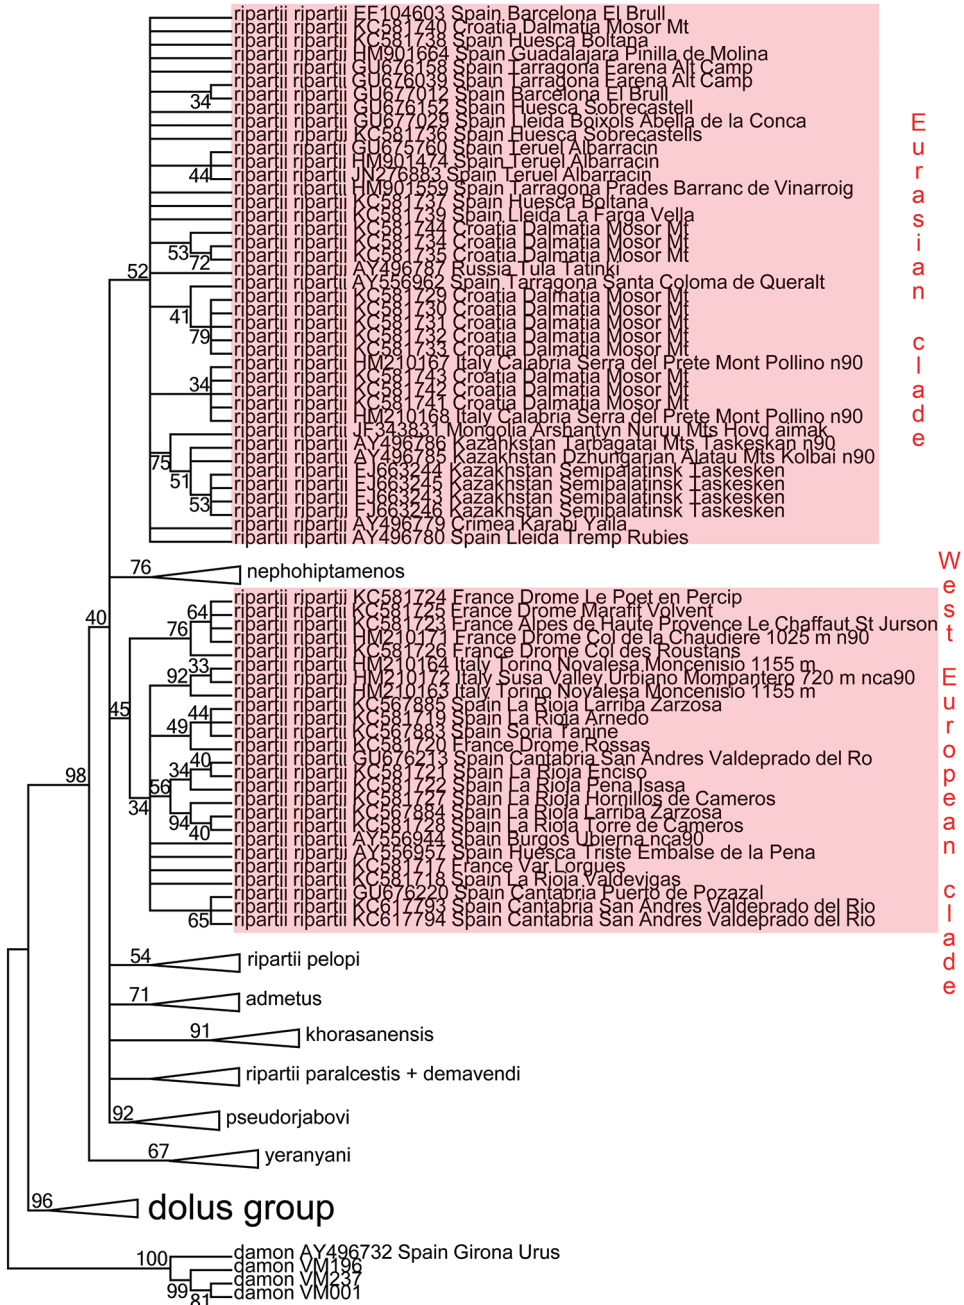 ripartii ripartii EF104603 Spain Barcelona El Brull
ripartii ripartii KC581740 Croatia Dalmatia Mosor Mt
ripartii ripartii KC581738 Spain Huesca Boltana
ripartii ripartii HM901664 Spain Guadalajara Pinilla de Molina
ripartii ripartii GU676158 Spain Tarragona Farena Alt Camp
ripartii ripartii GU676038 Spain Tarragona Farena Alt Camp
34 ripartii ripartii GU677012 Spain Barcelona El Brull
ripartii ripartii GU676152 Spain Huesca Sobrecastell
ripartii ripartii GU677029 Spain Lleida Boixols Abella de la Conca
ripartii ripartii KC581736 Spain Huesca Sobrecastells
ripartii ripartii GU675760 Spain Teruel Albarracin
ripartii ripartii HM901474 Spain Teruel Albarracin
44 ripartii ripartii JN276883 Spain Teruel Albarracin
ripartii ripartii HM901559 Spain Tarragona Prades Barranc de Vinarroig
ripartii ripartii KC581737 Spain Huesca Boltana
ripartii ripartii KC581739 Spain Lleida La Farga Vella
ripartii ripartii KC581744 Croatia Dalmatia Mosor Mt
53 ripartii ripartii KC581734 Croatia Dalmatia Mosor Mt
72 ripartii ripartii KC581735 Croatia Dalmatia Mosor Mt
52 ripartii ripartii AY496787 Russia Tula Tatinki
ripartii ripartii AY556962 Spain Tarragona Santa Coloma de Queralt
ripartii ripartii KC581729 Croatia Dalmatia Mosor Mt
41 ripartii ripartii KC581730 Croatia Dalmatia Mosor Mt
ripartii ripartii KC581731 Croatia Dalmatia Mosor Mt
79 ripartii ripartii KC581732 Croatia Dalmatia Mosor Mt
ripartii ripartii KC581733 Croatia Dalmatia Mosor Mt
ripartii ripartii HM210167 Italy Calabria Serra del Prete Mont Pollino n90
34 ripartii ripartii KC581743 Croatia Dalmatia Mosor Mt
ripartii ripartii KC581742 Croatia Dalmatia Mosor Mt
ripartii ripartii KC581741 Croatia Dalmatia Mosor Mt
ripartii ripartii HM210168 Italy Calabria Serra del Prete Mont Pollino n90
ripartii ripartii JF343831 Mongolia Arshantyn Nuruu Mts Hovd aimak
ripartii ripartii AY496786 Kazahkstan Tarbagatai Mts Taskeskan n90
75 ripartii ripartii AY496785 Kazakhstan Dzhungarian Alatau Mts Kolbai n90
51 ripartii ripartii FJ663244 Kazakhstan Semipalatinsk Taskesken
ripartii ripartii FJ663245 Kazakhstan Semipalatinsk Taskesken
53 ripartii ripartii FJ663243 Kazakhstan Semipalatinsk Taskesken
ripartii ripartii FJ663246 Kazakhstan Semipalatinsk Taskesken
ripartii ripartii AY496779 Crimea Karabi Yaila
ripartii ripartii AY496780 Spain Lleida Tremp Rubies
Eurasian clade
76 nephohiptamenos
ripartii ripartii KC581724 France Drome Le Poet en Percip
64 ripartii ripartii KC581725 France Drome Marafit Volvent
40 76 ripartii ripartii KC581723 France Alpes de Haute Provence Le Chaffaut St Jurson
ripartii ripartii HM210171 France Drome Col de la Chaudiere 1025 m n90
ripartii ripartii KC581726 France Drome Col des Roustans
33 ripartii ripartii HM210164 Italy Torino Novalesa Moncenisio 1155 m
92 ripartii ripartii HM210172 Italy Susa Valley Urbiano Mompantero 720 m nca90
ripartii ripartii HM210163 Italy Torino Novalesa Moncenisio 1155 m
45 44 ripartii ripartii KC567885 Spain La Rioja Larriba Zarzosa
ripartii ripartii KC581719 Spain La Rioja Arnedo
49 ripartii ripartii KC567883 Spain Soria Tanine
ripartii ripartii KC581720 France Drome Rossas
40 ripartii ripartii GU676213 Spain Cantabria San Andres Valdeprado del Ro
98 34 ripartii ripartii KC581721 Spain La Rioja Enciso
56 ripartii ripartii KC581722 Spain La Rioja Pena Isasa
34 ripartii ripartii KC581727 Spain La Rioja Hornillos de Cameros
94 ripartii ripartii KC567884 Spain La Rioja Larriba Zarzosa
40 ripartii ripartii KC581728 Spain La Rioja Torre de Cameros
ripartii ripartii AY556944 Spain Burgos Ubierna nca90
ripartii ripartii AY556957 Spain Huesca Triste Embalse de la Pena
ripartii ripartii KC581717 France Var Lorgues
ripartii ripartii KC581718 Spain La Rioja Valdevigas
ripartii ripartii GU676220 Spain Cantabria Puerto de Pozazal
ripartii ripartii KC617793 Spain Cantabria San Andres Valdeprado del Rio
65 ripartii ripartii KC617794 Spain Cantabria San Andres Valdeprado del Rio
West European clade
54 ripartii pelopi
71 admetus
91 khorasanensis
ripartii paralcestis + demavendi
92 pseudorjabovi
67 yeranyani
96 dolus group
100 damon AY496732 Spain Girona Urus
damon VM196
99 damon VM237
81 damon VM001